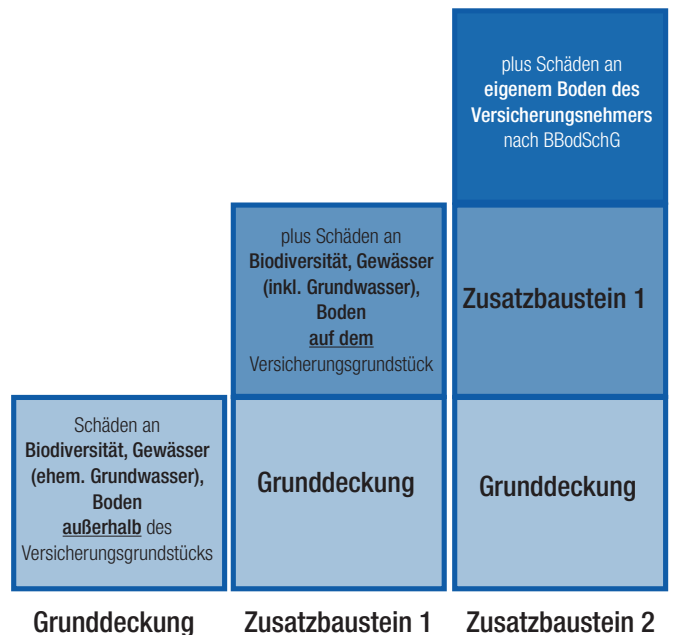 plus Schäden an
eigenem Boden des
Versicherungsnehmers
nach BBodSchG
plus Schäden an
Biodiversität, Gewässer
(inkl. Grundwasser),
Boden
auf dem
Versicherungsgrundstück
Zusatzbaustein 1
Schäden an
Biodiversität, Gewässer
(ehem. Grundwasser),
Boden
außerhalb des
Versicherungsgrundstücks
Grunddeckung
Grunddeckung
Grunddeckung
Zusatzbaustein 1
Zusatzbaustein 2